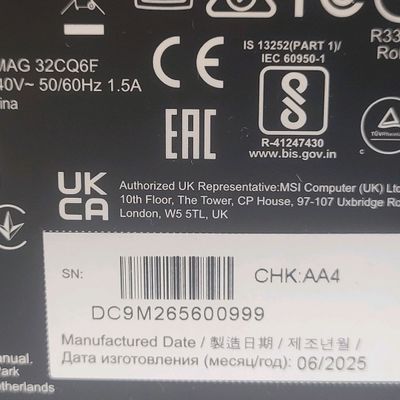 MAG 32CQ6F
40V~ 50/60Hz 1.5A
IS 13252(PART 1)/
IEC 60950-1
R33
CE
EAC
R-41247430
www.bis.gov.in
UK
CA
Authorized UK Representative:MSI Computer (UK) Ltd
10th Floor, The Tower, CP House, 97-107 Uxbridge Ro
London, W5 5TL, UK
SN:
CHK:AA4
DC9M265600999
Manufactured Date / 製造日期 / 제조년월 /
Дата изготовления (месяц/год): 06/2025
anual.
Park
etherlands